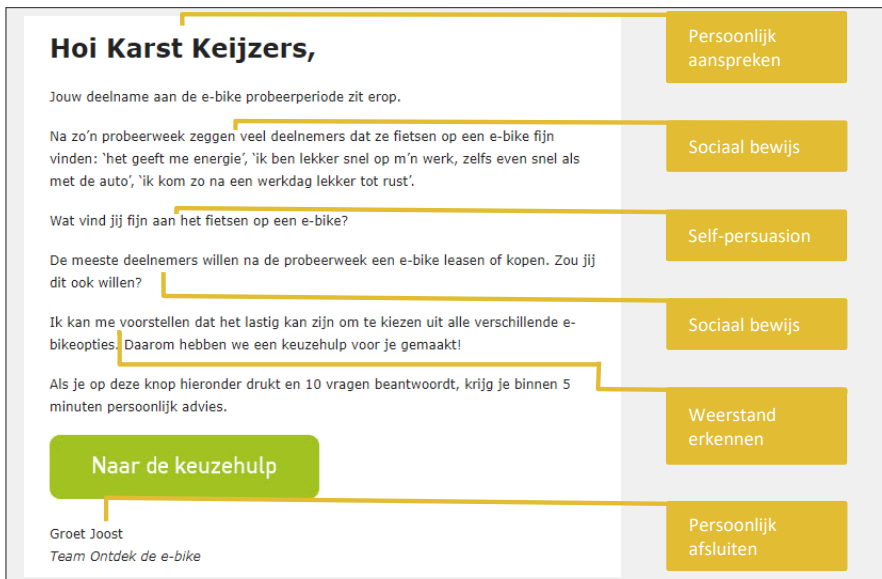 Hoi Karst Keijzers,
Jouw deelname aan de e-bike probeerperiode zit erop.
Na zo’n probeerweek zeggen veel deelnemers dat ze fietsen op een e-bike fijn
vinden: ‘het geeft me energie’, ‘ik ben lekker snel op m’n werk, zelfs even snel als
met de auto’, ‘ik kom zo na een werkdag lekker tot rust’.
Wat vind jij fijn aan het fietsen op een e-bike?
De meeste deelnemers willen na de probeerweek een e-bike leasen of kopen. Zou jij
dit ook willen?
Ik kan me voorstellen dat het lastig kan zijn om te kiezen uit alle verschillende e-
bikeopties. Daarom hebben we een keuzehulp voor je gemaakt!
Als je op deze knop hieronder drukt en 10 vragen beantwoordt, krijg je binnen 5
minuten persoonlijk advies.
Naar de keuzehulp
Groet Joost
Team Ontdek de e-bike
Persoonlijk
aanspreken
Sociaal bewijs
Self-persuasion
Sociaal bewijs
Weerstand
erkennen
Persoonlijk
afsluiten